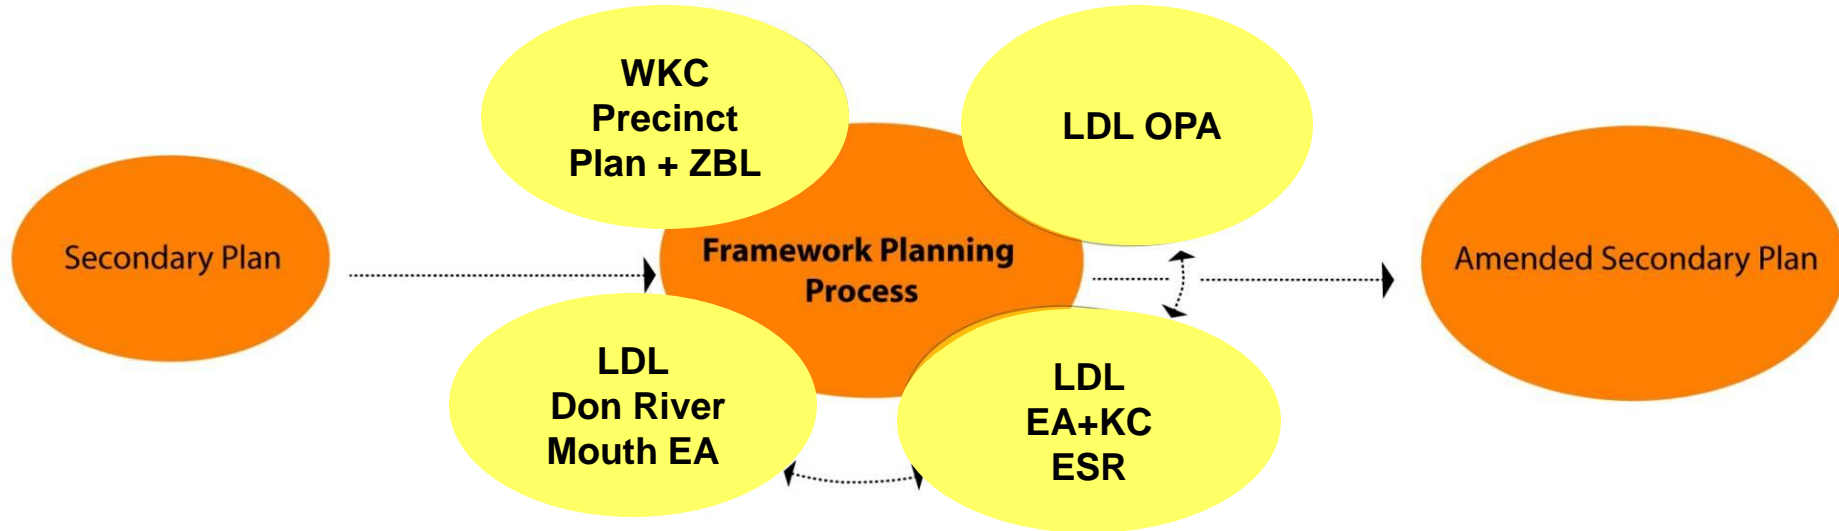 WKC
Precinct
Plan + ZBL
LDL OPA
Secondary Plan
Framework Planning
Process
Amended Secondary Plan
LDL
Don River
Mouth EA
LDL
EA+KC
ESR